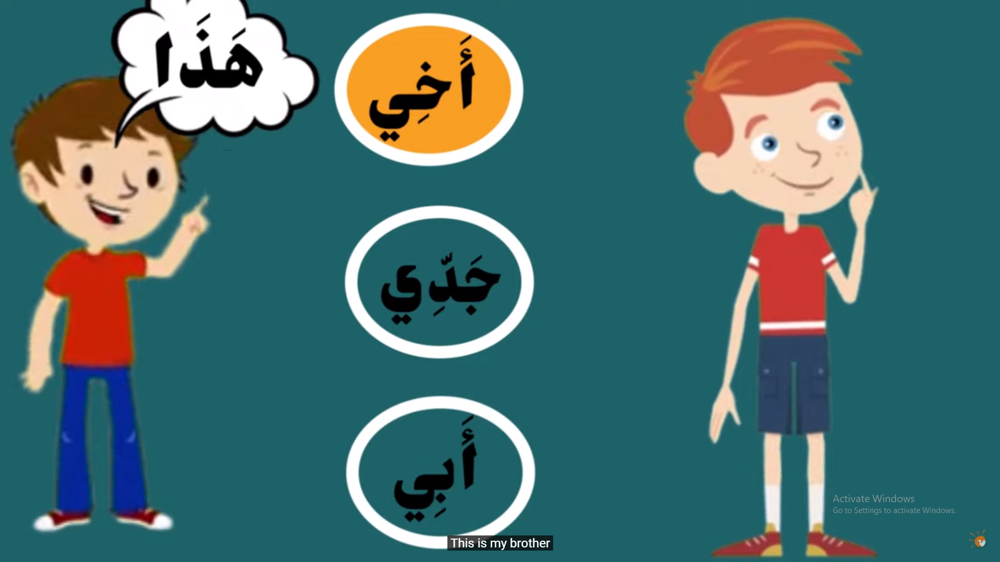 هَذَا
أَخِي
جَدِّي
أَبِي
This is my brother
Activate Windows
Go to Settings to activate Windows.